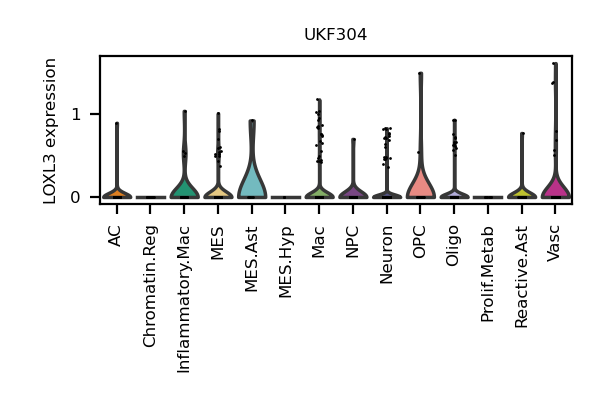 UKF304
LOXL3 expression
1
0
AC
Chromatin.Reg
Inflammatory.Mac
MES
MES.Ast
MES.Hyp
Mac
NPC
Neuron
OPC
Oligo
Prolif.Metab
Reactive.Ast
Vasc